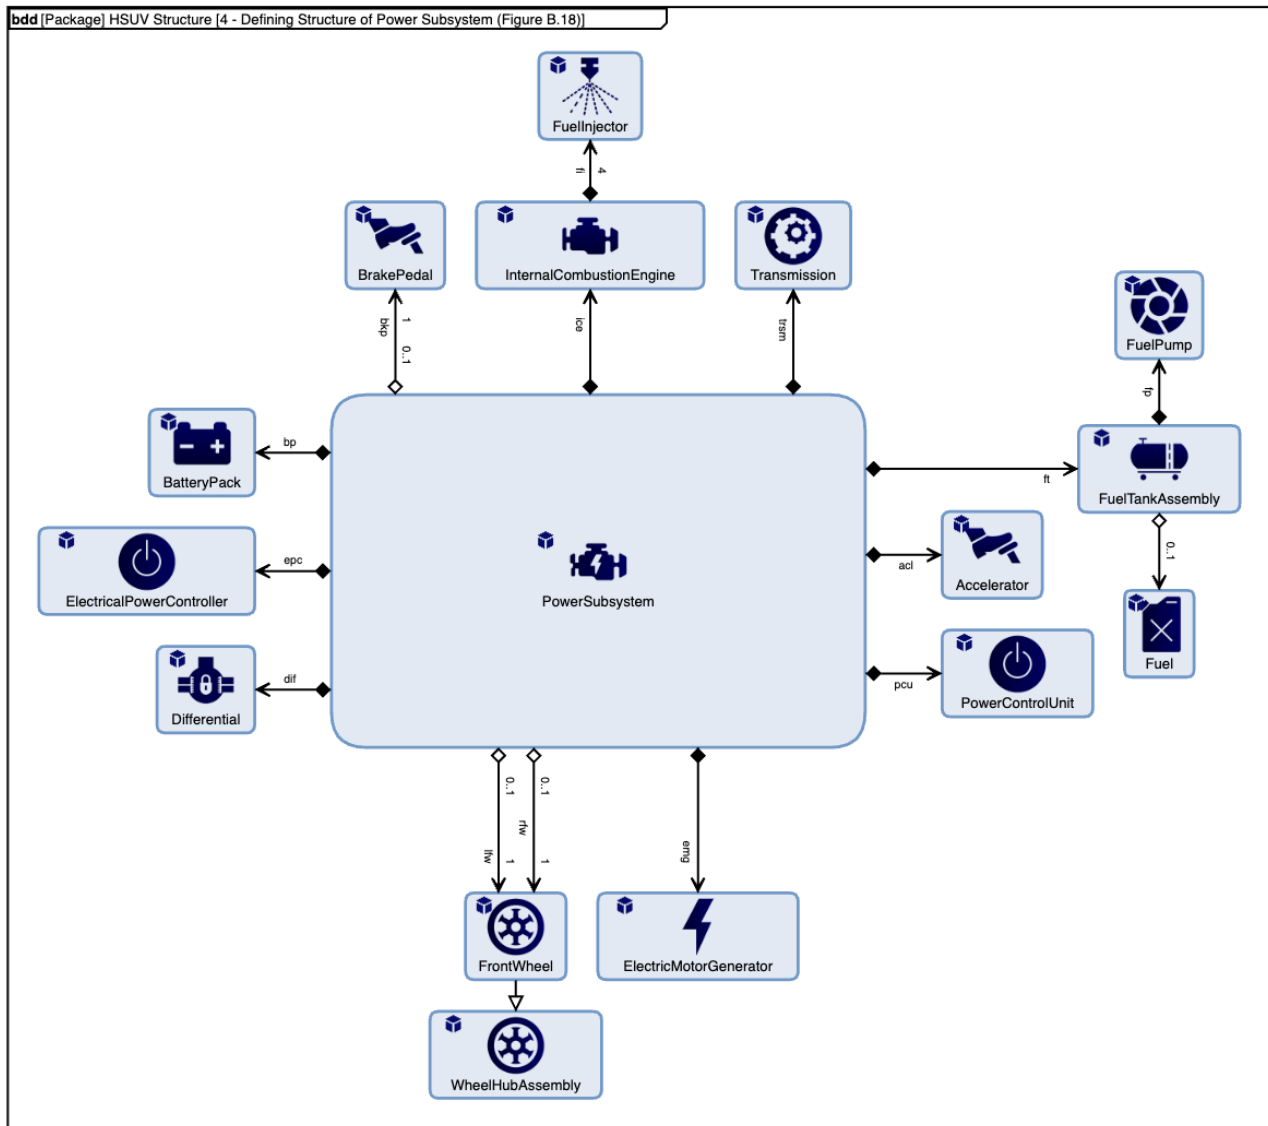 bdd [Package] HSUV Structure [4 - Defining Structure of Power Subsystem (Figure B.18)]
FuelInjector
fi
4
BrakePedal
InternalCombustionEngine
Transmission
bkp
1
0..1
ice
trsm
FuelPump
fp
bp
BatteryPack
ft
FuelTankAssembly
0..1
epc
ElectricalPowerController
PowerSubsystem
acl
Accelerator
Fuel
dif
Differential
pcu
PowerControlUnit
0..1
0..1
lfw
1
rfw
1
emg
FrontWheel
ElectricMotorGenerator
WheelHubAssembly